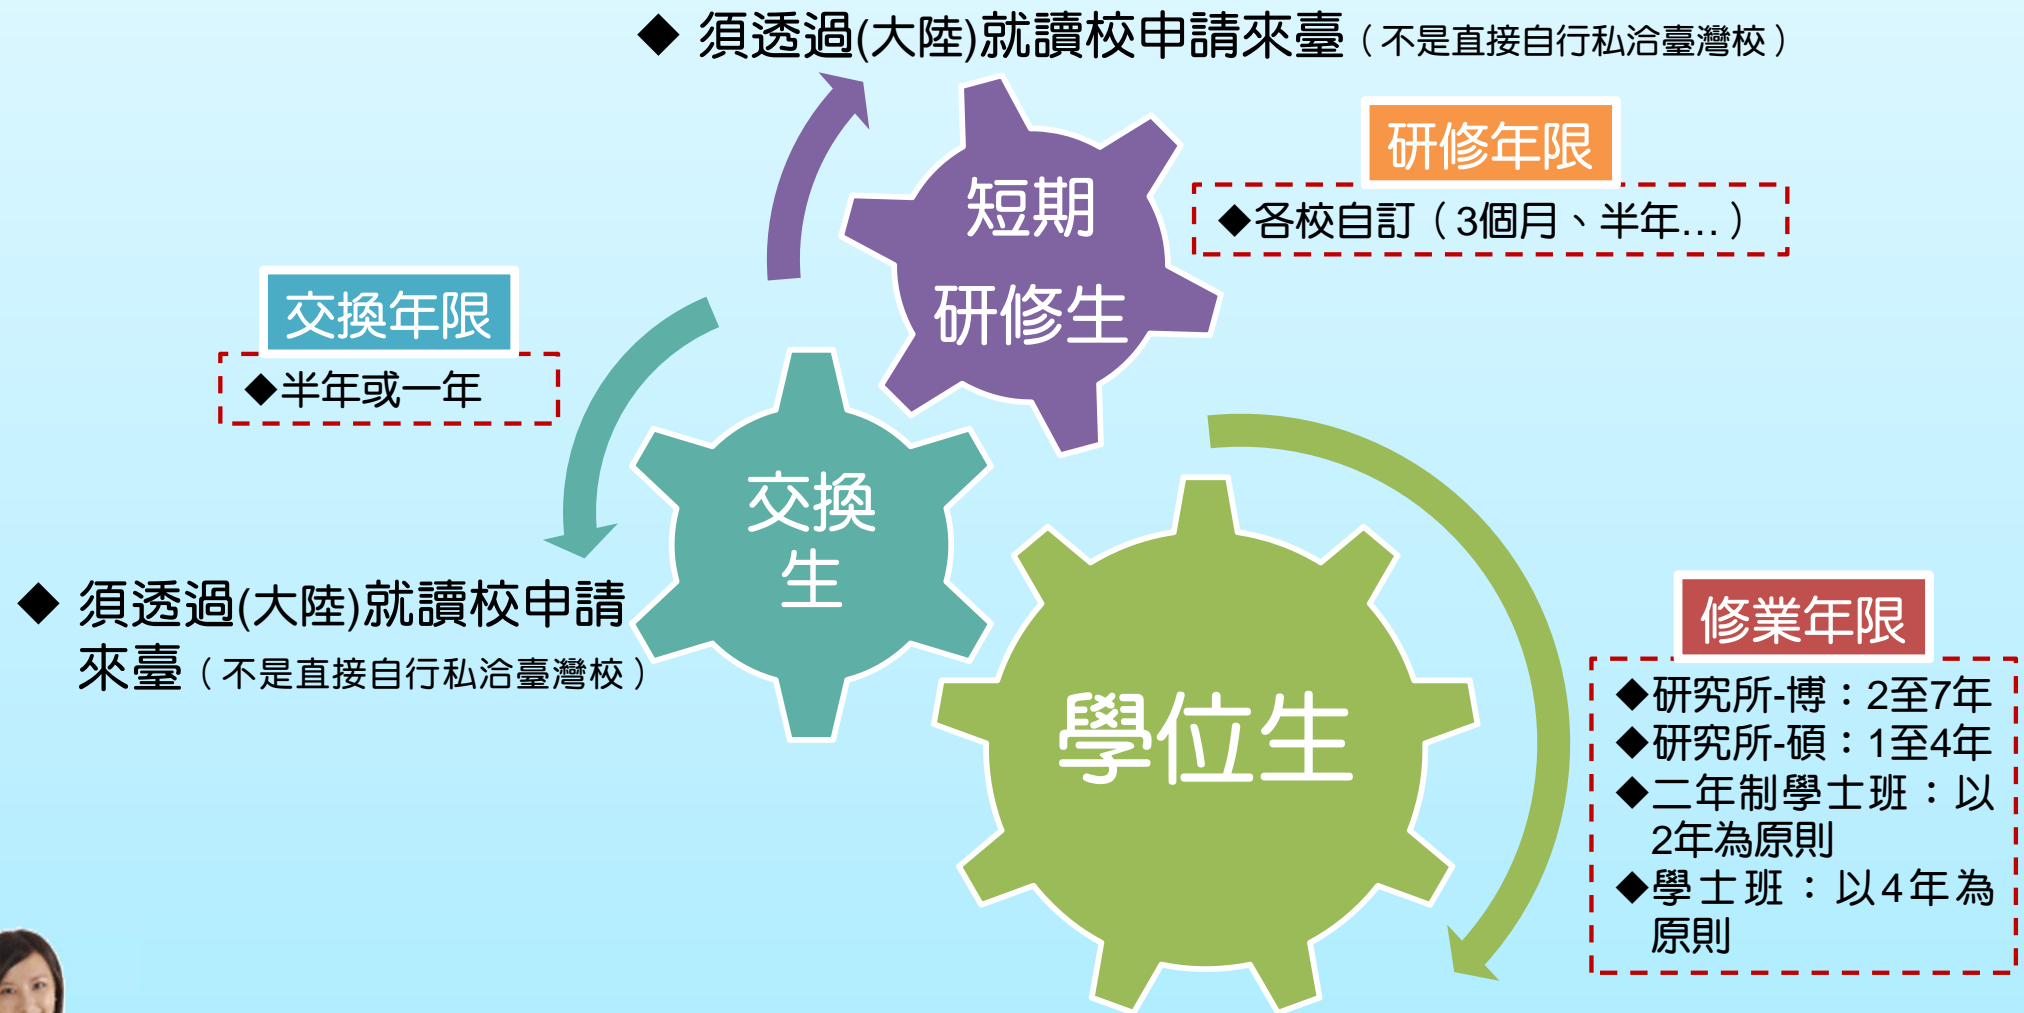 ◆ 須透過(大陸)就讀校申請來臺（不是直接自行私洽臺灣校）
研修年限
◆各校自訂（3個月、半年…）
短期
研修生
交換年限
◆半年或一年
交換
生
◆ 須透過(大陸)就讀校申請
來臺（不是直接自行私洽臺灣校）
學位生
修業年限
◆研究所-博：2至7年
◆研究所-碩：1至4年
◆二年制學士班：以
2年為原則
◆學士班：以4年為
原則